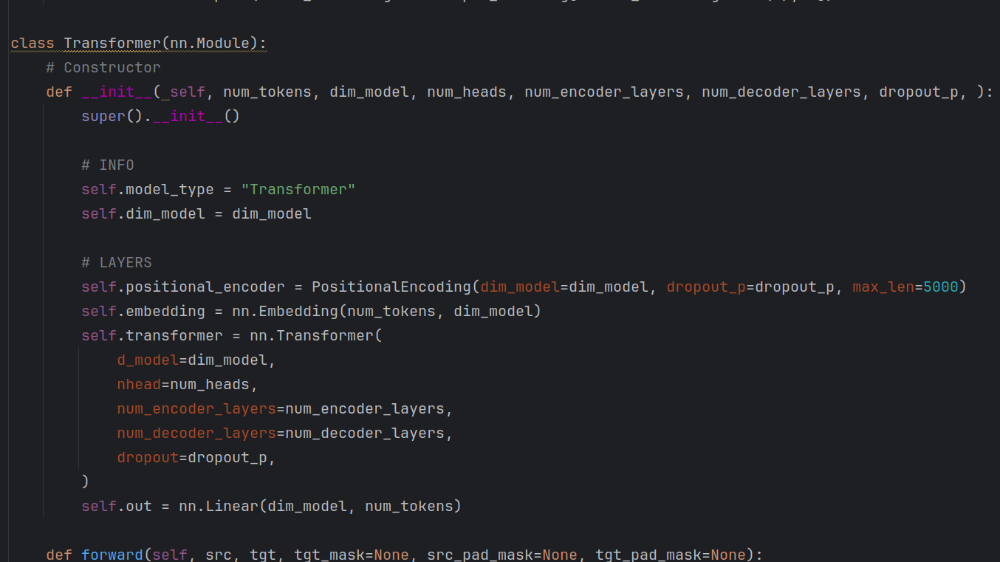 class Transformer(nn.Module):
    # Constructor
    def __init__( self, num_tokens, dim_model, num_heads, num_encoder_layers, num_decoder_layers, dropout_p, ):
        super().__init__()
        # INFO
        self.model_type = "Transformer"
        self.dim_model = dim_model
        # LAYERS
        self.positional_encoder = PositionalEncoding(dim_model=dim_model, dropout_p=dropout_p, max_len=5000)
        self.embedding = nn.Embedding(num_tokens, dim_model)
        self.transformer = nn.Transformer(
            d_model=dim_model,
            nhead=num_heads,
            num_encoder_layers=num_encoder_layers,
            num_decoder_layers=num_decoder_layers,
            dropout=dropout_p,
        )
        self.out = nn.Linear(dim_model, num_tokens)
    def forward(self, src, tgt, tgt_mask=None, src_pad_mask=None, tgt_pad_mask=None):